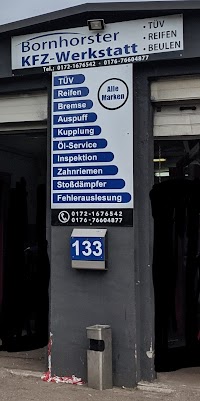 Bornhorster
KFZ-Werkstatt
• TÜV
• REIFEN
• BEULEN
Tel.: 0172-1676542 - 0176-76604877
TÜV
Reifen
Bremse
Auspuff
Kupplung
Öl-Service
Inspektion
Zahnriemen
Stoßdämpfer
Fehlerauslesung
Alle
Marken
0172-1676542
0176-76604877
133